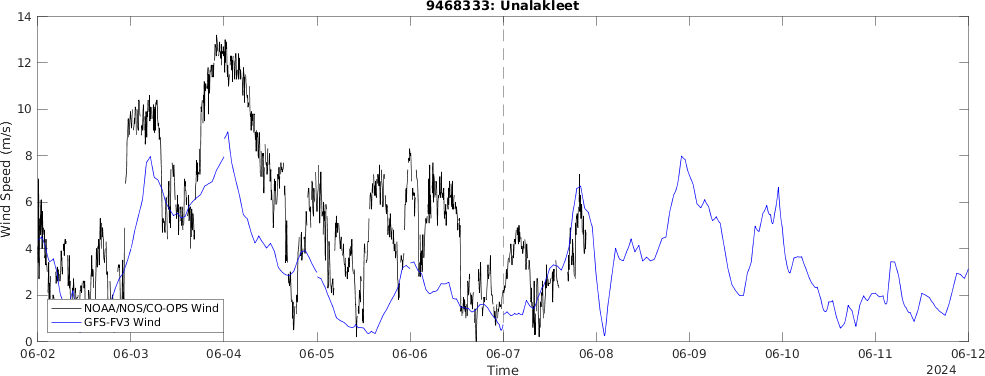 9468333: Unalakleet
Wind Speed (m/s)
14
12
10
8
6
4
2
0
NOAA/NOS/CO-OPS Wind
GFS-FV3 Wind
06-02 06-03 06-04 06-05 06-06 06-07 06-08 06-09 06-10 06-11 06-12
Time
2024